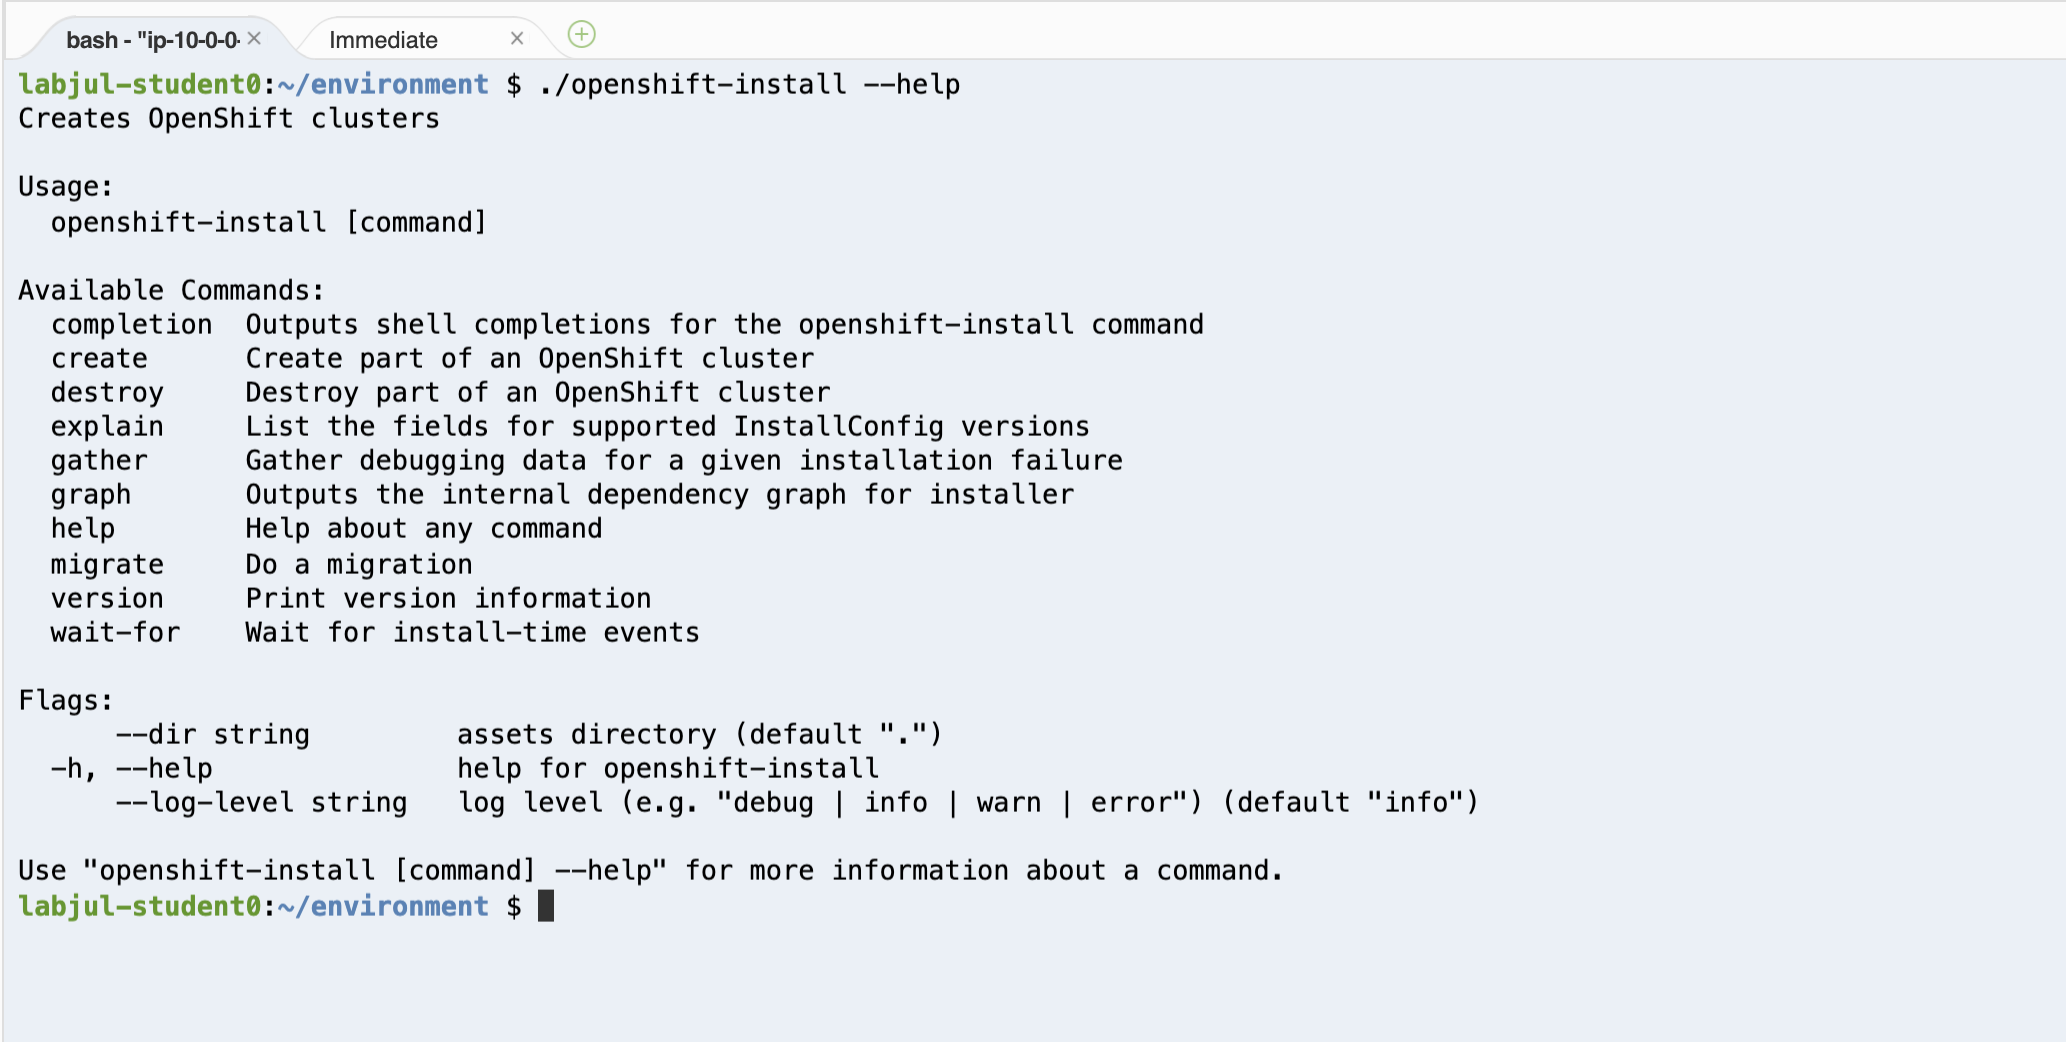 bash - "ip-10-0-0- × Immediate ×
labjul-student0:~/environment $ ./openshift-install --help
Creates OpenShift clusters

Usage:
  openshift-install [command]

Available Commands:
  completion  Outputs shell completions for the openshift-install command
  create      Create part of an OpenShift cluster
  destroy     Destroy part of an OpenShift cluster
  explain     List the fields for supported InstallConfig versions
  gather      Gather debugging data for a given installation failure
  graph       Outputs the internal dependency graph for installer
  help        Help about any command
  migrate     Do a migration
  version     Print version information
  wait-for    Wait for install-time events

Flags:
      --dir string         assets directory (default ".")
  -h, --help               help for openshift-install
      --log-level string   log level (e.g. "debug | info | warn | error") (default "info")

Use "openshift-install [command] --help" for more information about a command.
labjul-student0:~/environment $